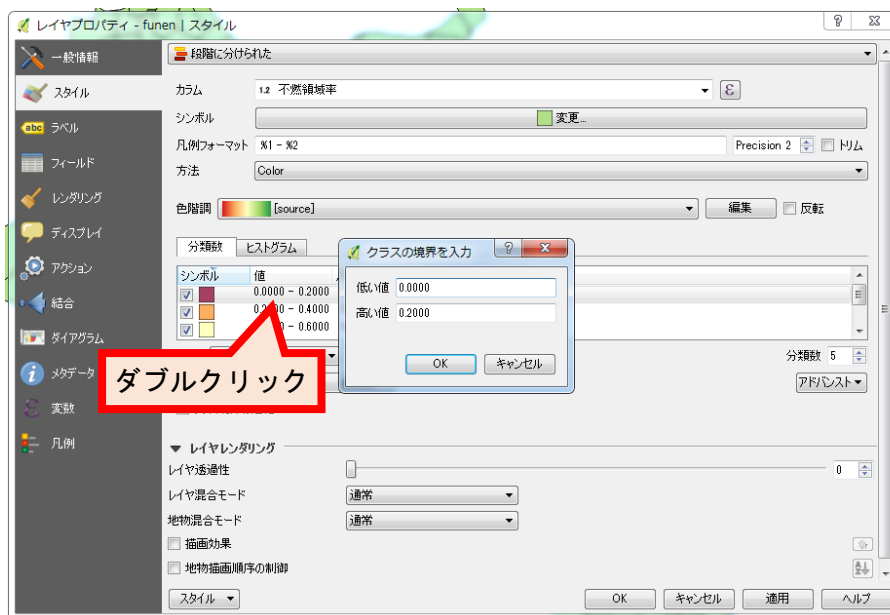 レイヤプロパティ - funen | スタイル
一般情報
スタイル
abc ラベル
フィールド
レンダリング
ディスプレイ
アクション
結合
ダイアグラム
メタデータ
変数
凡例
段階に分けられた
カラム 1.2 不燃領域率 ε
シンボル 変更...
凡例フォーマット %1 - %2 Precision 2 トリム
方法 Color
色階調 [source] 編集 反転
分類数 ヒストグラム
シンボル 値
0.0000 - 0.2000
- 0.4000
- 0.6000
クラスの境界を入力
低い値 0.0000
高い値 0.2000
OK キャンセル
ダブルクリック
分類数 5
アドバンスト
レイヤレンダリング
レイヤ透過性 0
レイヤ混合モード 通常
地物混合モード 通常
描画効果
地物描画順序の制御
スタイル OK キャンセル 適用 ヘルプ